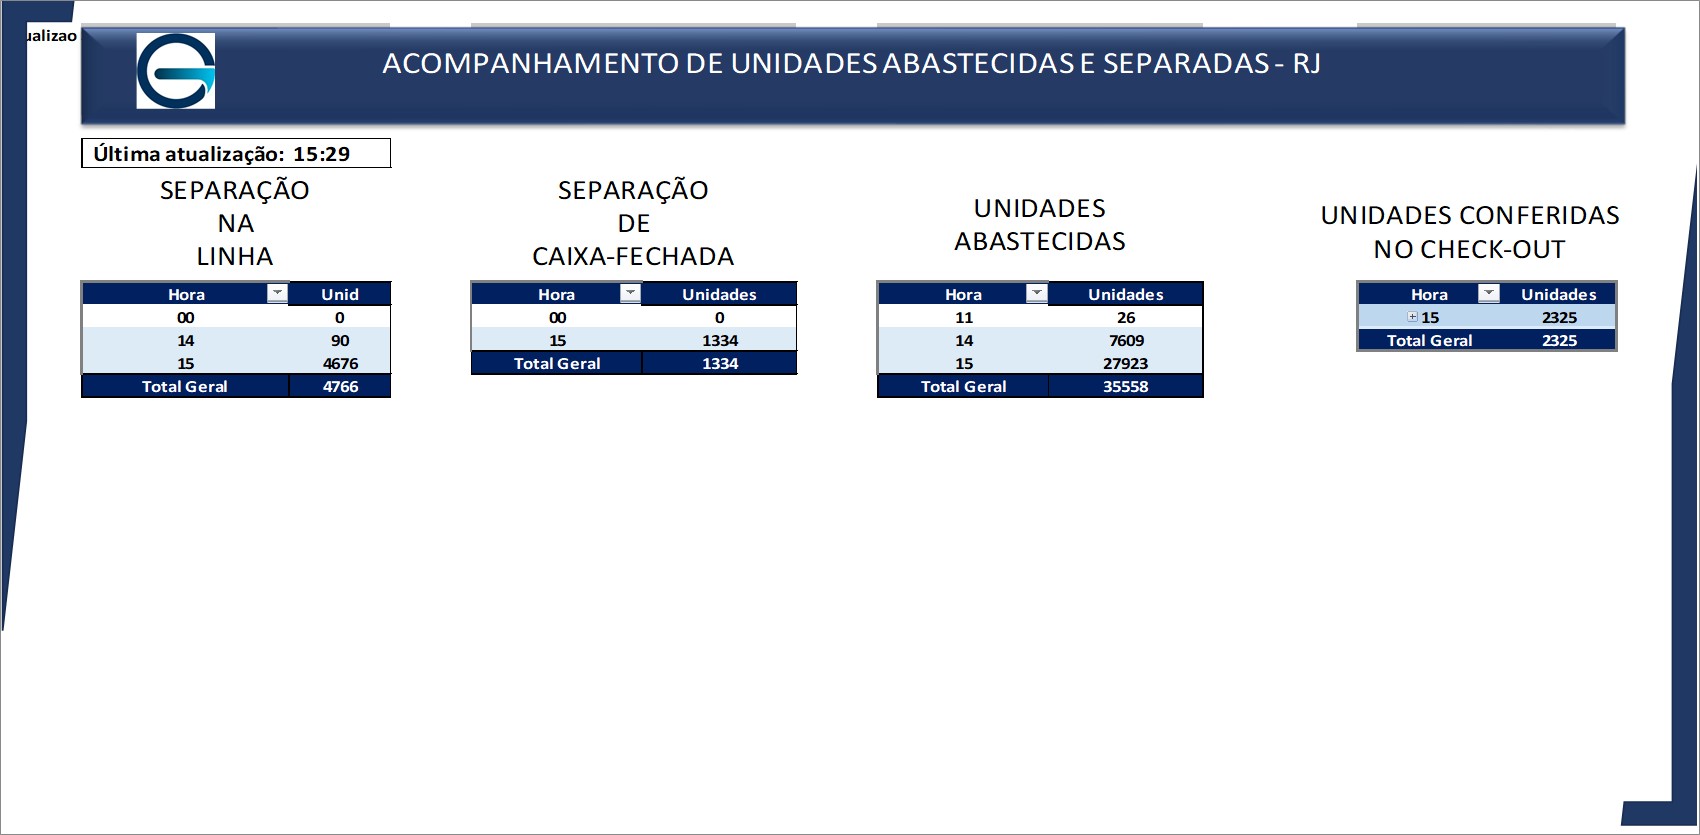 ualizao
ACOMPANHAMENTO DE UNIDADES ABASTECIDAS E SEPARADAS - RJ
Última atualização: 15:29
SEPARAÇÃO
NA
LINHA
Hora Unid
00 0
14 90
15 4676
Total Geral 4766
SEPARAÇÃO
DE
CAIXA-FECHADA
Hora Unidades
00 0
15 1334
Total Geral 1334
UNIDADES
ABASTECIDAS
Hora Unidades
11 26
14 7609
15 27923
Total Geral 35558
UNIDADES CONFERIDAS
NO CHECK-OUT
Hora Unidades
15 2325
Total Geral 2325